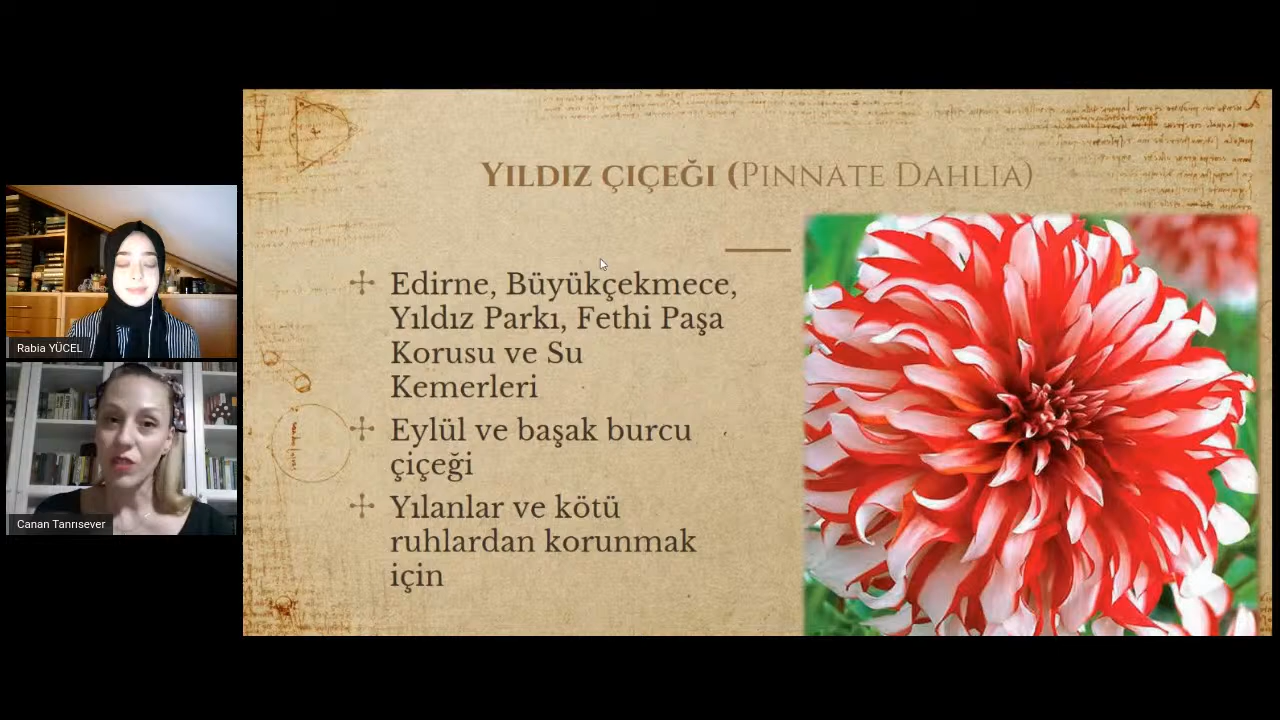 YILDIZ ÇIÇEĞI (PINNATE DAHLIA)
Edirne, Büyükçekmece,
Yıldız Parkı, Fethi Paşa
Korusu ve Su
Kemerleri
Eylül ve başak burcu
çiçeği
Yılanlar ve kötü
ruhlardan korunmak
için
Rabia YÜCEL
Canan Tanrısever